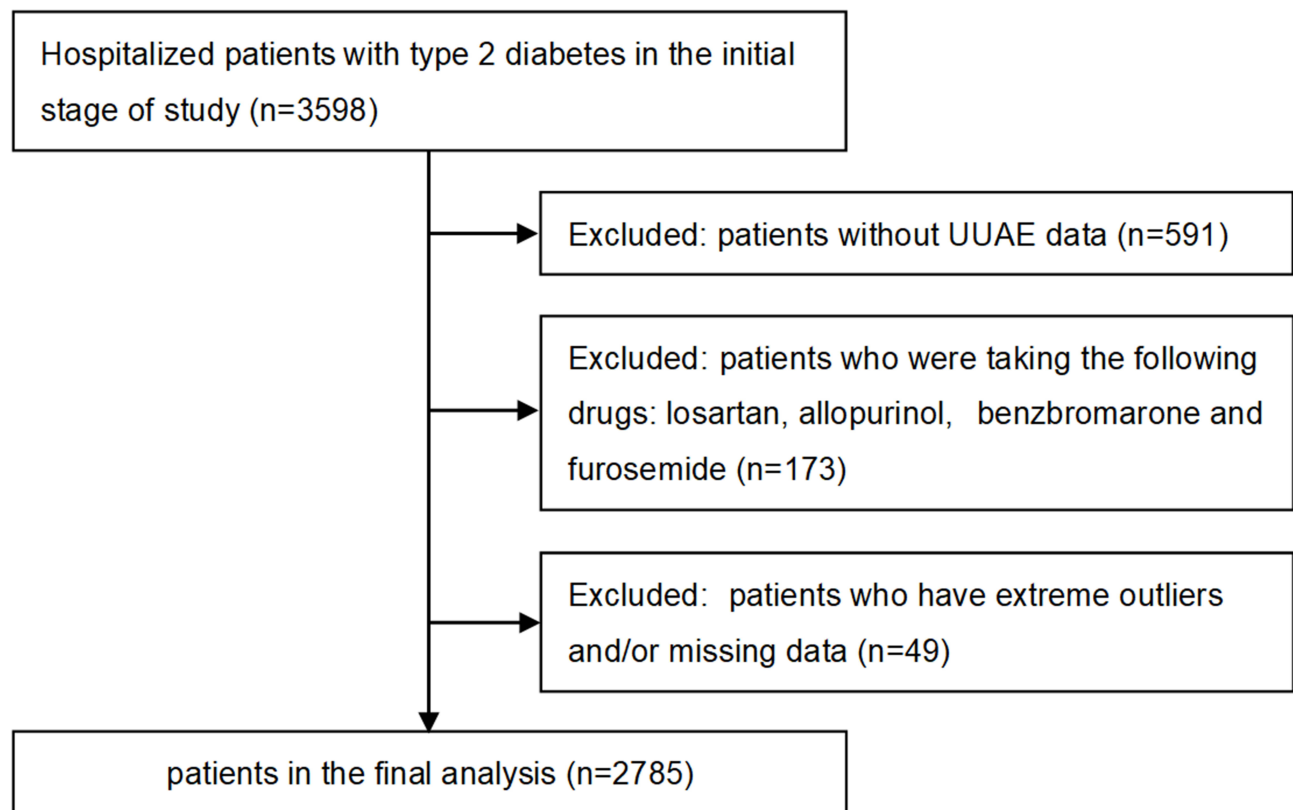 Hospitalized patients with type 2 diabetes in the initial
stage of study (n=3598)
Excluded: patients without UUAE data (n=591)
Excluded: patients who were taking the following
drugs: losartan, allopurinol, benzbromarone and
furosemide (n=173)
Excluded: patients who have extreme outliers
and/or missing data (n=49)
patients in the final analysis (n=2785)